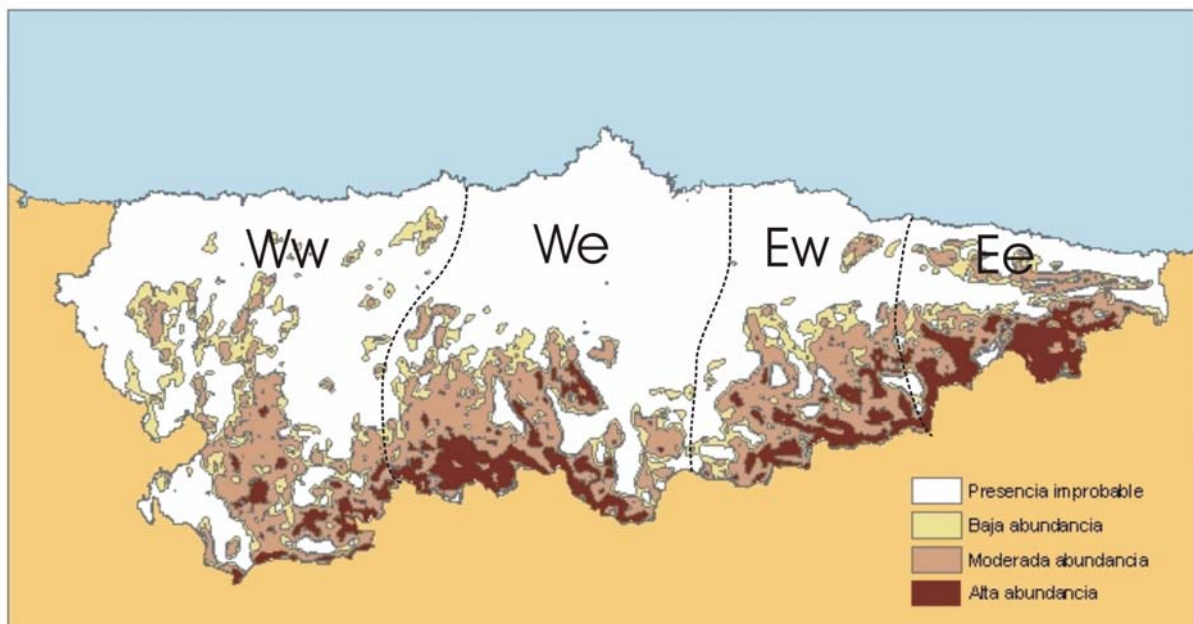 Ww
We
Ew
Ee
Presencia improbable
Baja abundancia
Moderada abundancia
Alta abundancia